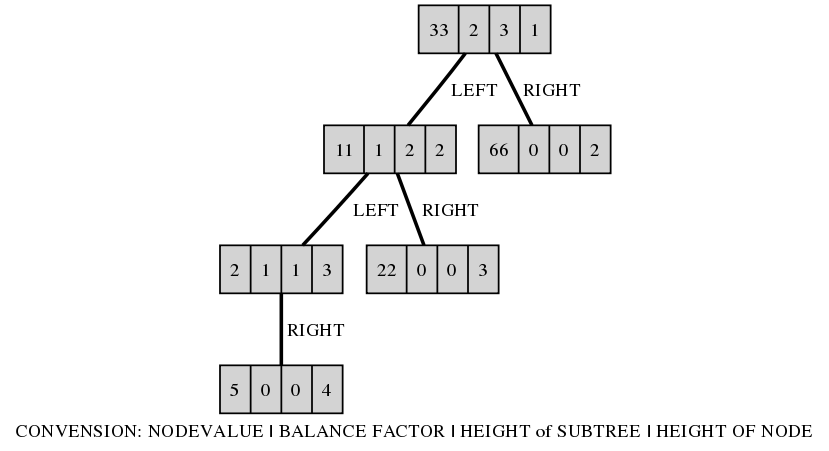 33 2 3 1
LEFT RIGHT
11 1 2 2 66 0 0 2
LEFT RIGHT
2 1 1 3 22 0 0 3
RIGHT
5 0 0 4
CONVENSION: NODEVALUE | BALANCE FACTOR | HEIGHT of SUBTREE | HEIGHT OF NODE